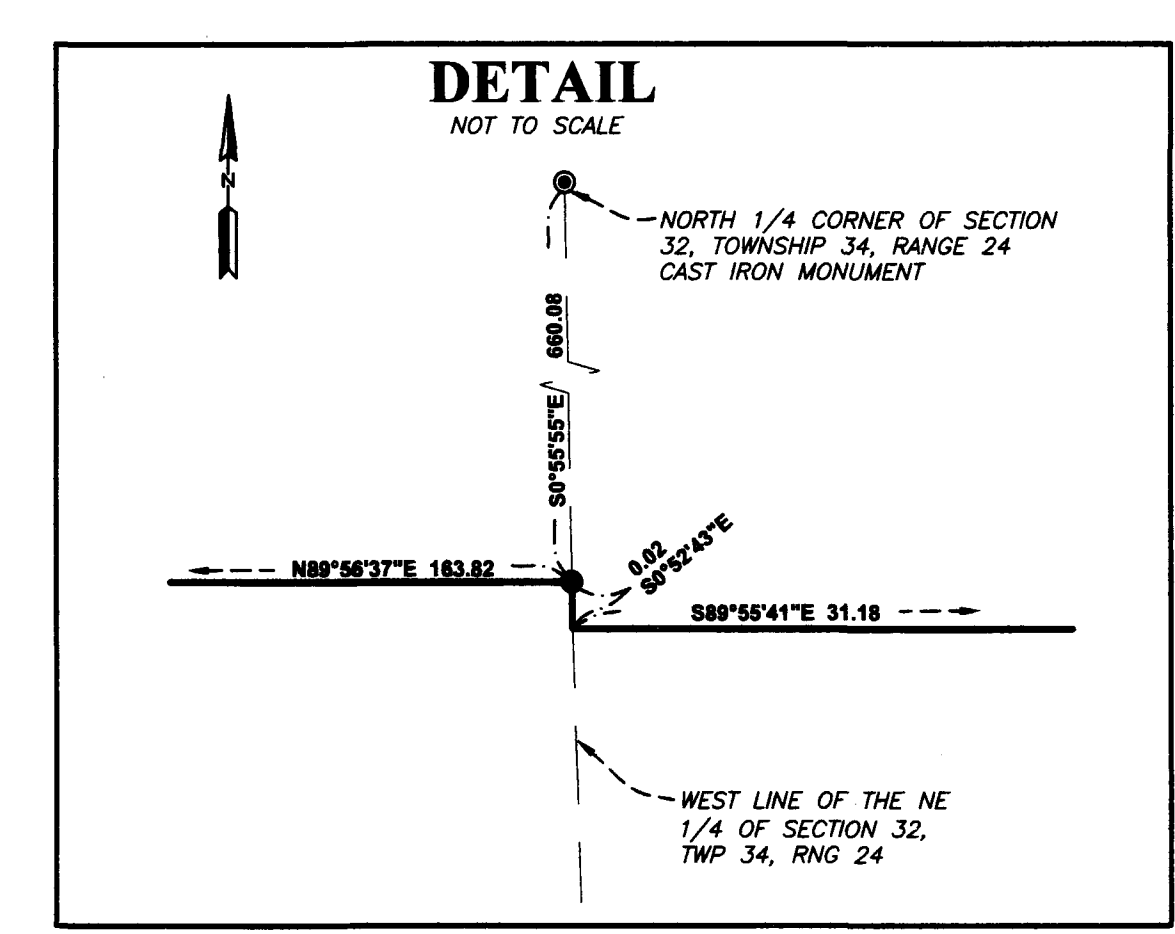 DETAIL
NOT TO SCALE
N
NORTH 1/4 CORNER OF SECTION
32, TOWNSHIP 34, RANGE 24
CAST IRON MONUMENT
660.08
S0°55'55"E
0.02
S0°52'43"E
N89°56'37"E 163.82
S89°55'41"E 31.18
WEST LINE OF THE NE
1/4 OF SECTION 32,
TWP 34, RNG 24